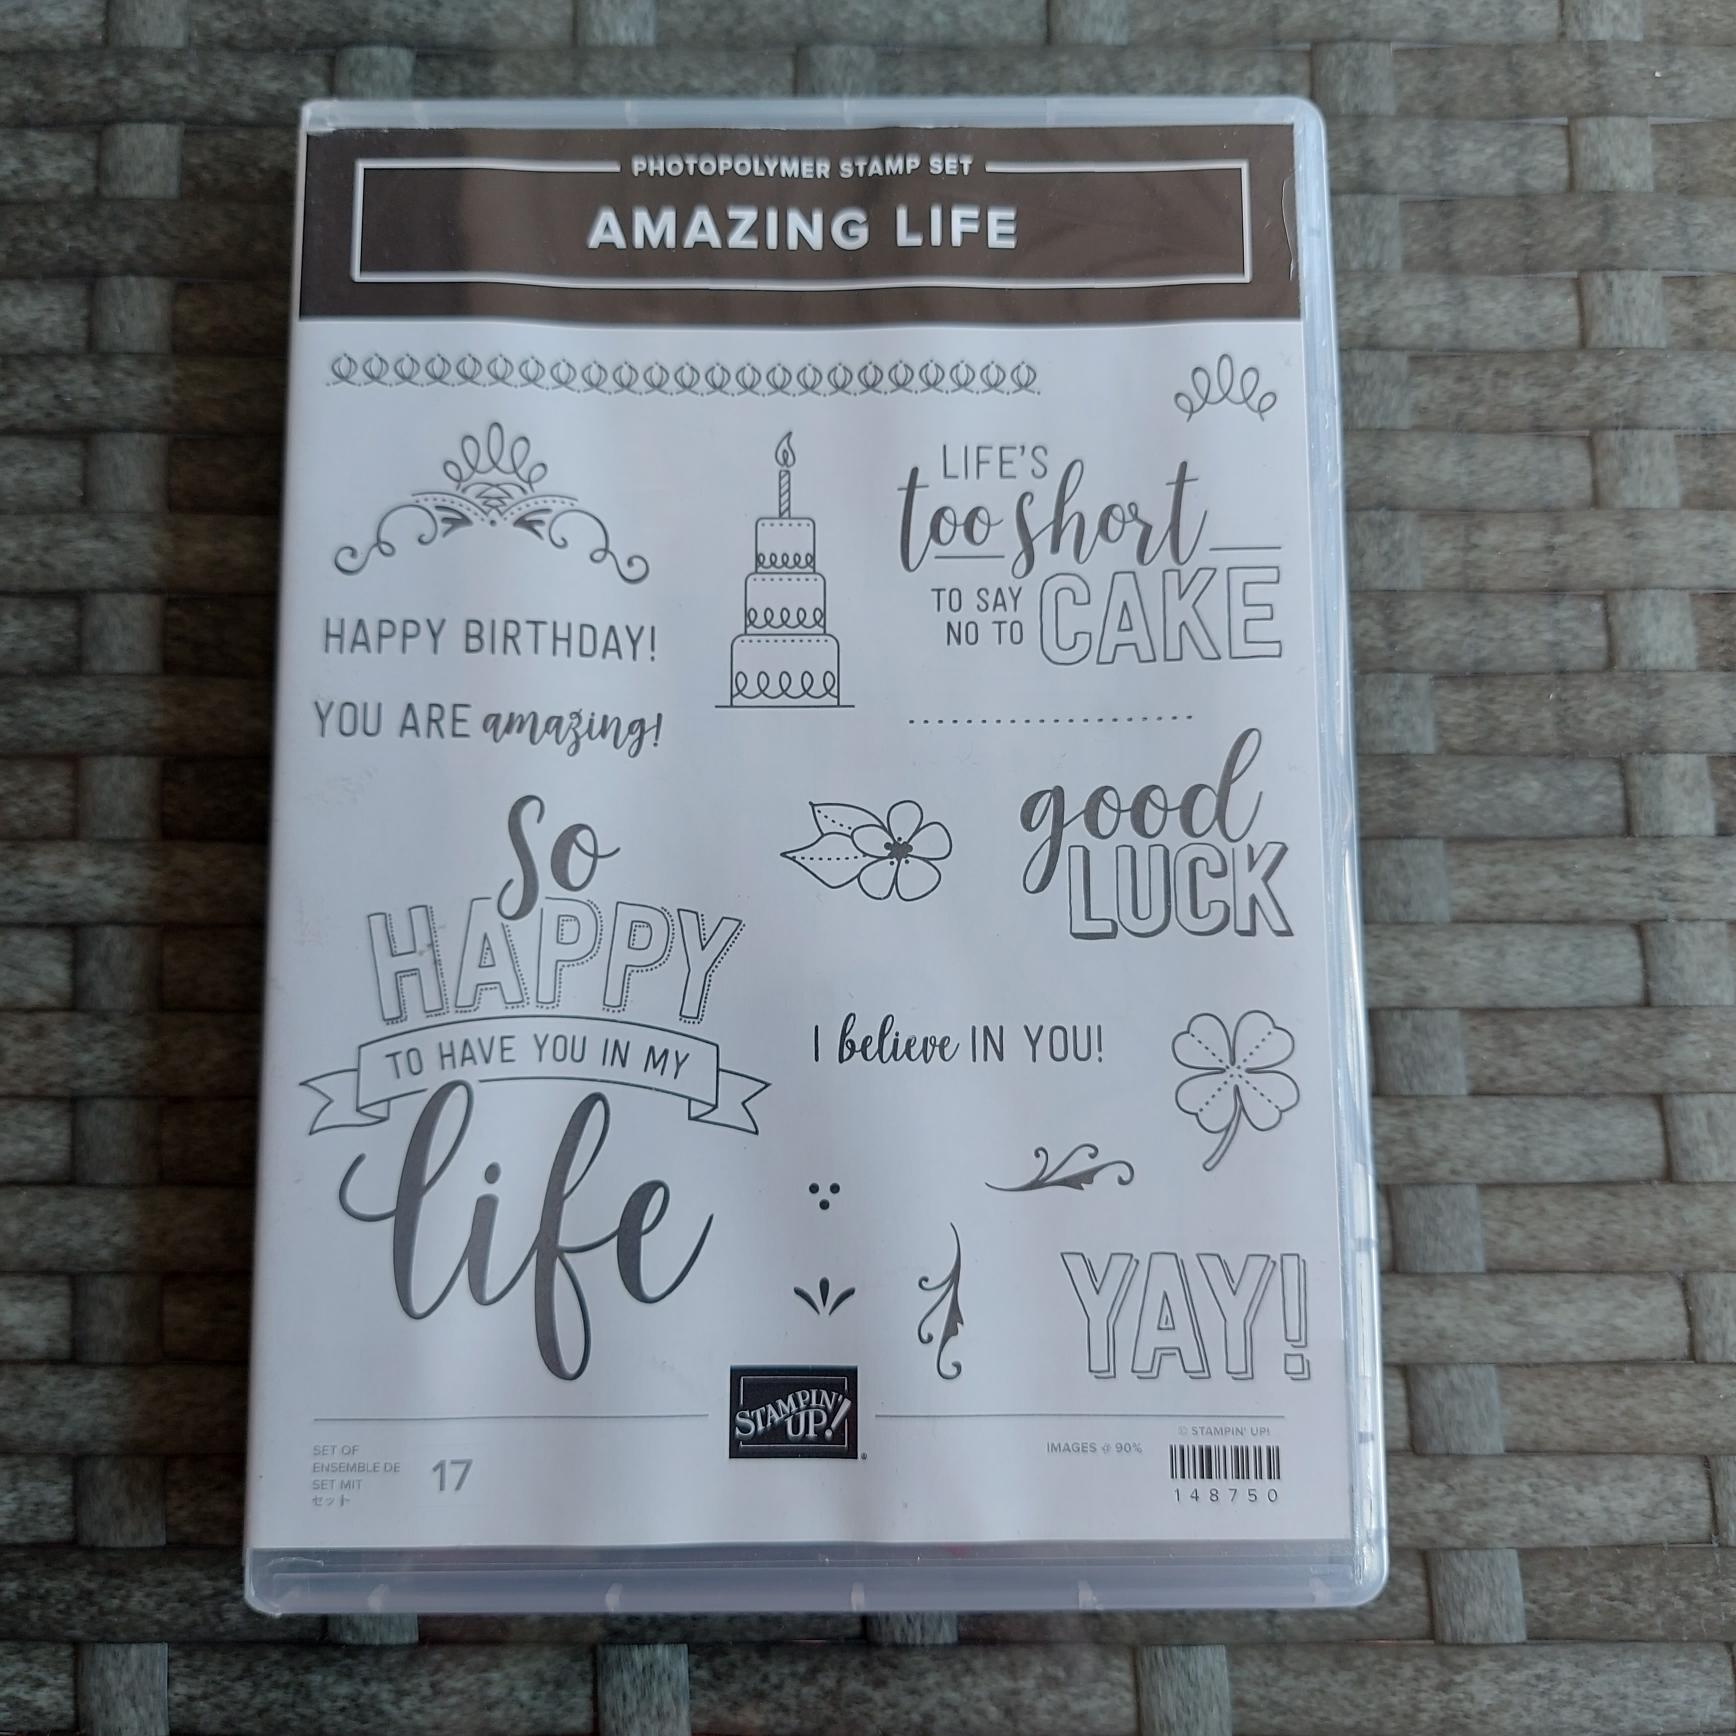 PHOTOPOLYMER STAMP SET
AMAZING LIFE
HAPPY BIRTHDAY!
YOU ARE amazing!
LIFE'S
too short
TO SAY
NO TO
CAKE
good
LUCK
So
HAPPY
TO HAVE YOU IN MY
life
I believe IN YOU!
YAY!
STAMPIN'
UP!
®
SET OF
ENSEMBLE DE
SET MIT
セット
17
IMAGES @ 90%
© STAMPIN' UP!
148750